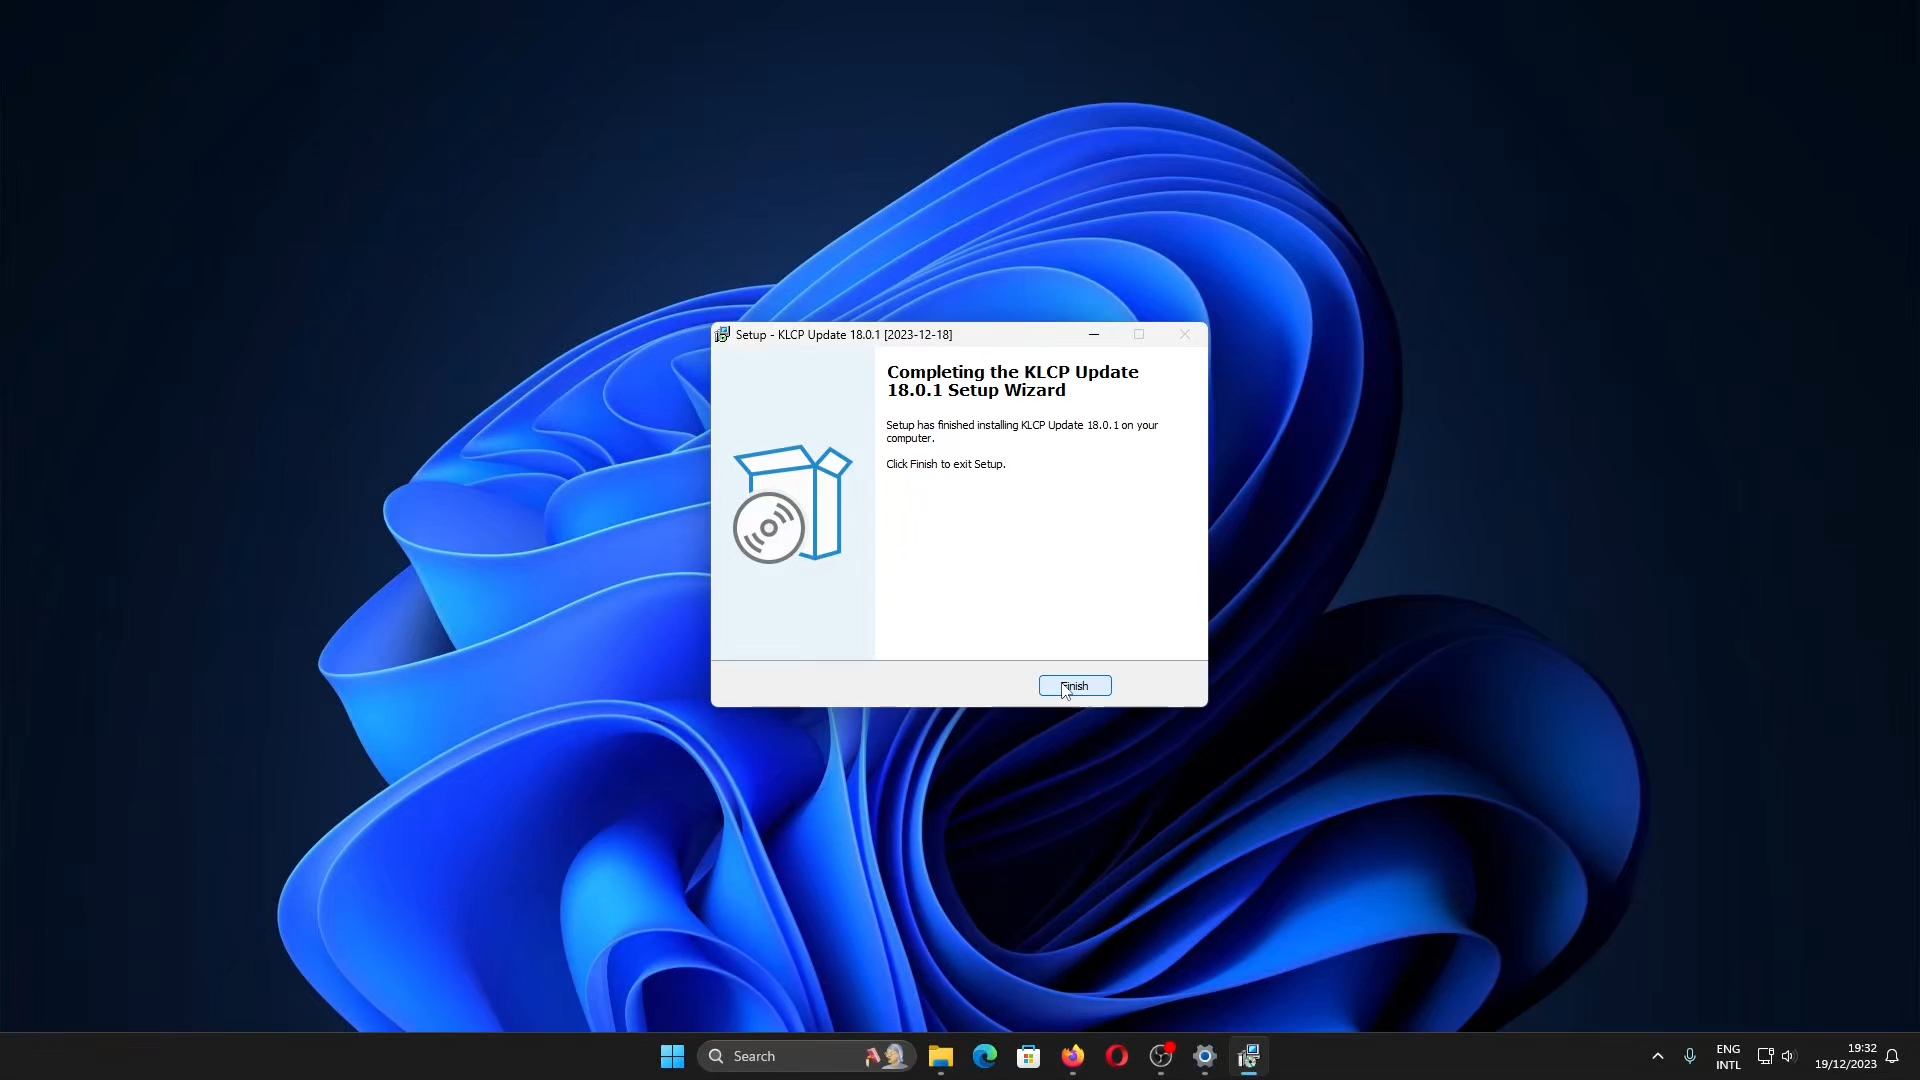 Setup - KLCP Update 18.0.1 [2023-12-18]
Completing the KLCP Update
18.0.1 Setup Wizard
Setup has finished installing KLCP Update 18.0.1 on your
computer.
Click Finish to exit Setup.
Finish
Search
ENG
INTL
19:32
19/12/2023